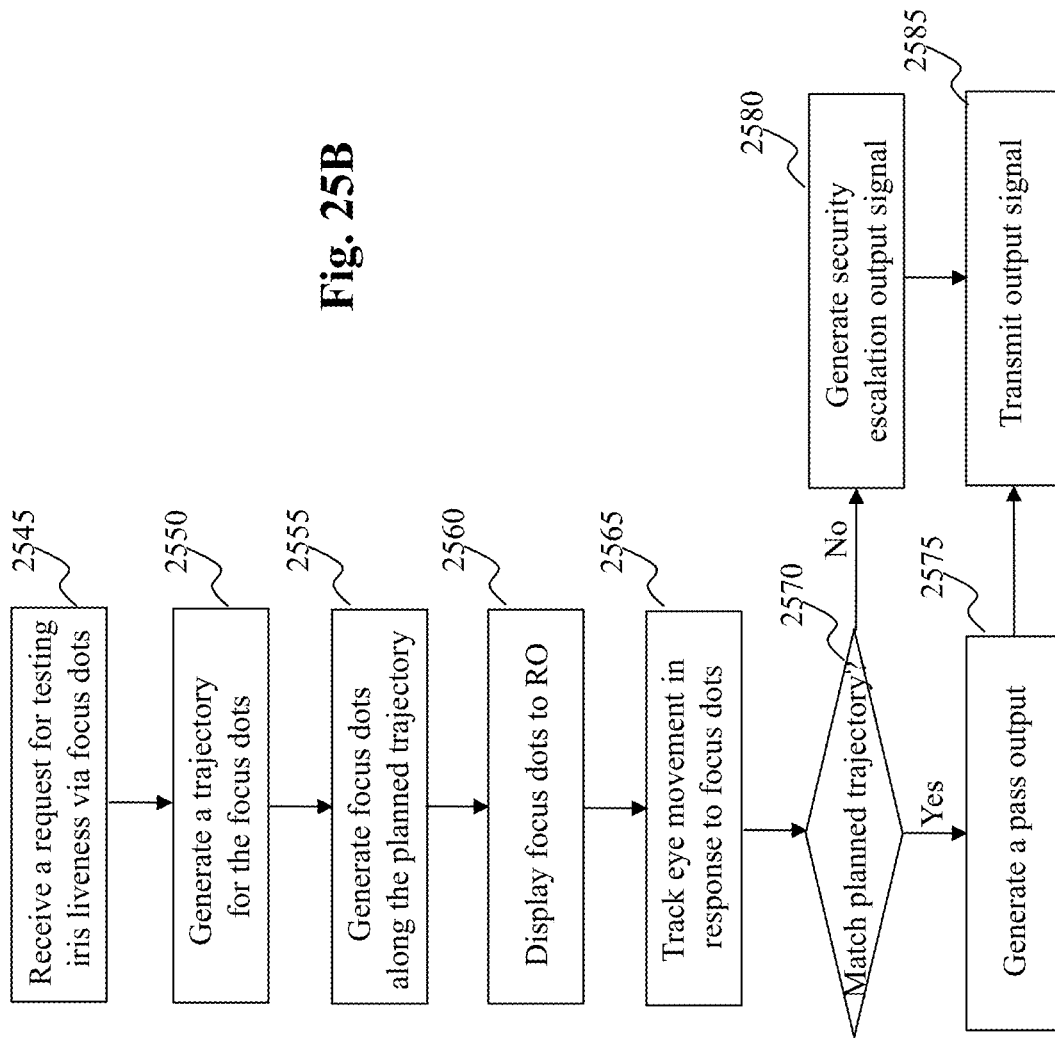 2545
Receive a request for testing
iris liveness via focus dots
2550
Generate a trajectory
for the focus dots
2555
Generate focus dots
along the planned trajectory
2560
Display focus dots to RO
2565
Track eye movement in
response to focus dots
2570
Match planned trajectory?
No
Yes
2580
Generate security
escalation output signal
2575
Generate a pass output
2585
Transmit output signal
Fig. 25B